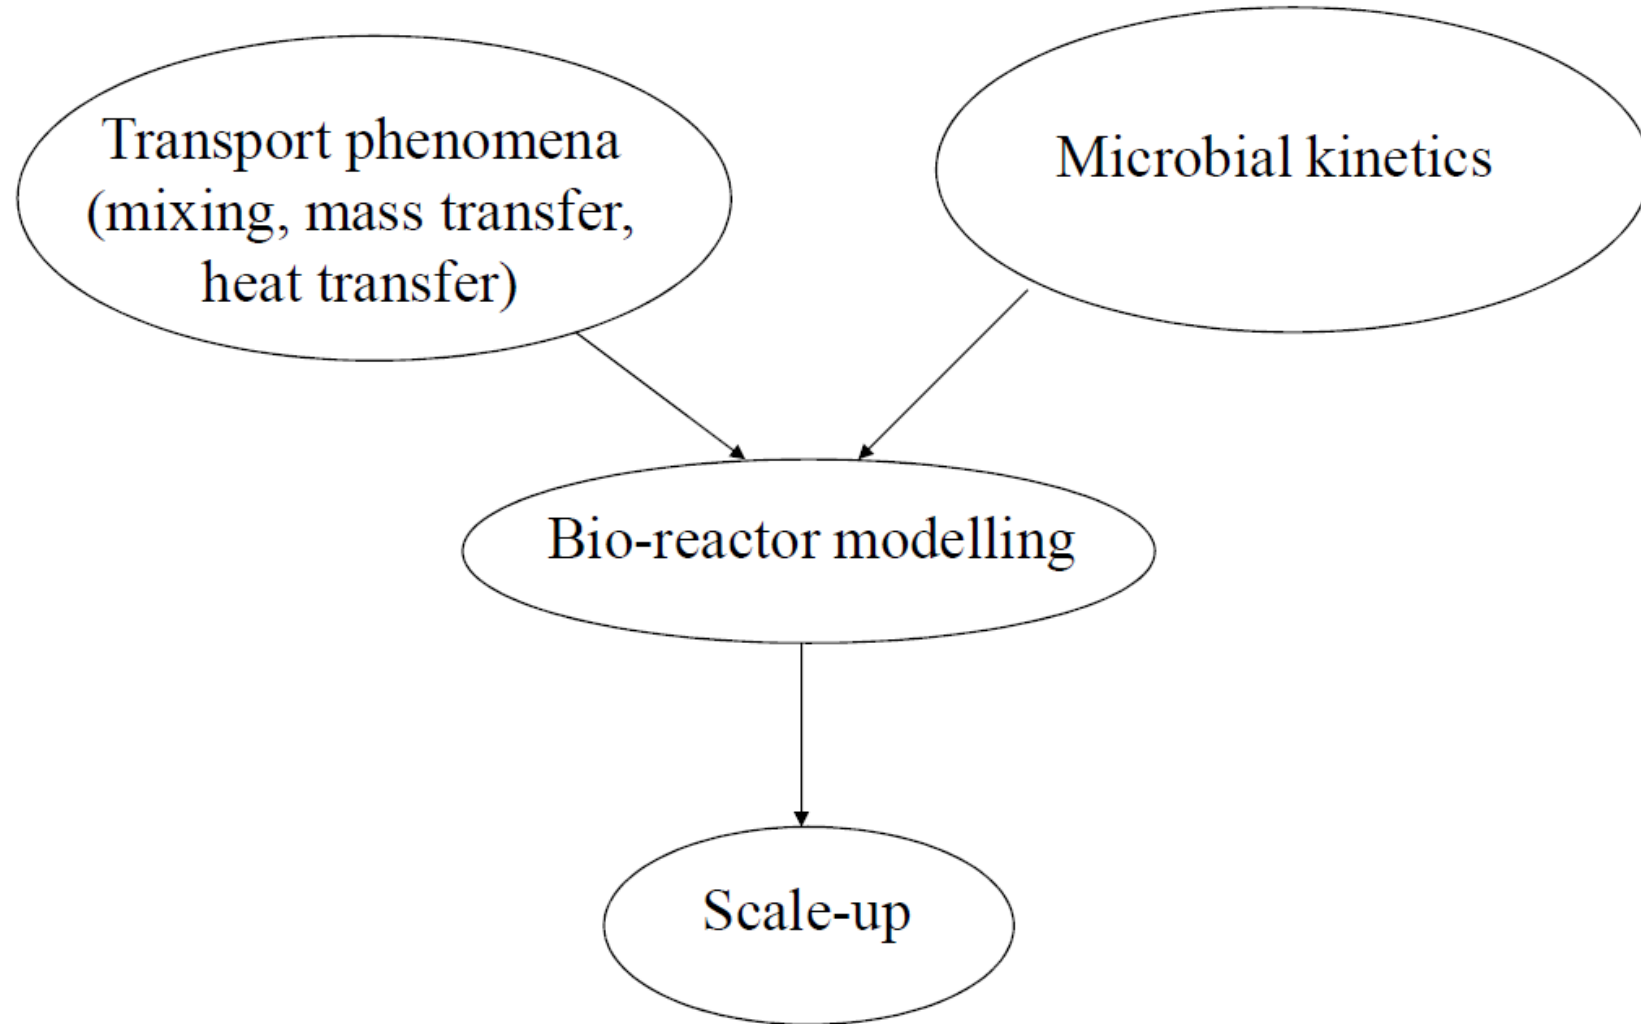 Transport phenomena
(mixing, mass transfer,
heat transfer)
Microbial kinetics
Bio-reactor modelling
Scale-up